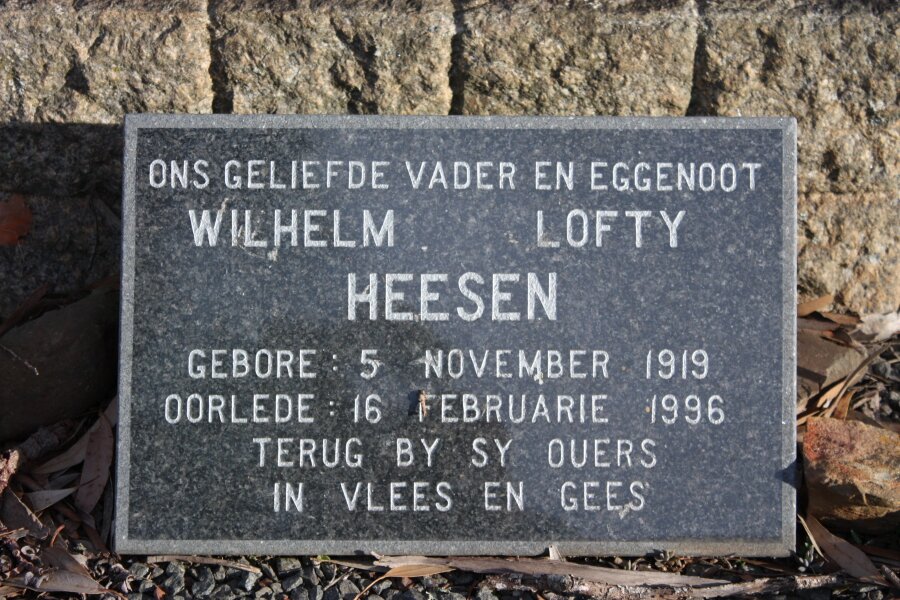 ONS GELIEFDE VADER EN EGGENOOT
WILHELM LOFTY
HEESEN
GEBORE : 5 NOVEMBER 1919
OORLEDE : 16 FEBRUARIE 1996
TERUG BY SY OUERS
IN VLEES EN GEES